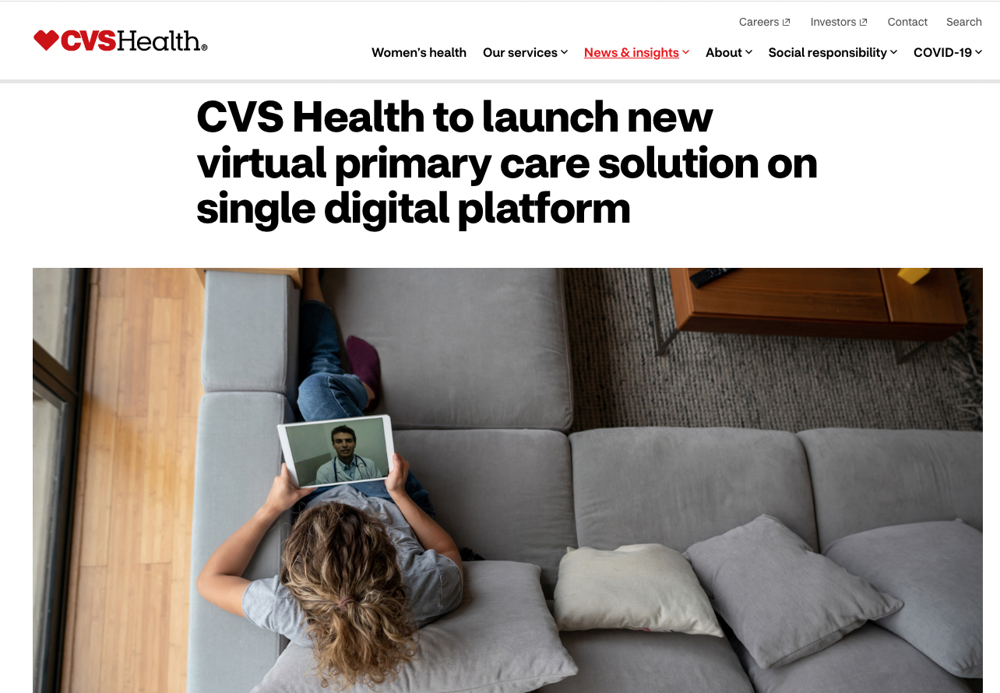 Careers Investors Contact Search
CVSHealth®
Women’s health Our services News & insights About Social responsibility COVID-19
CVS Health to launch new
virtual primary care solution on
single digital platform